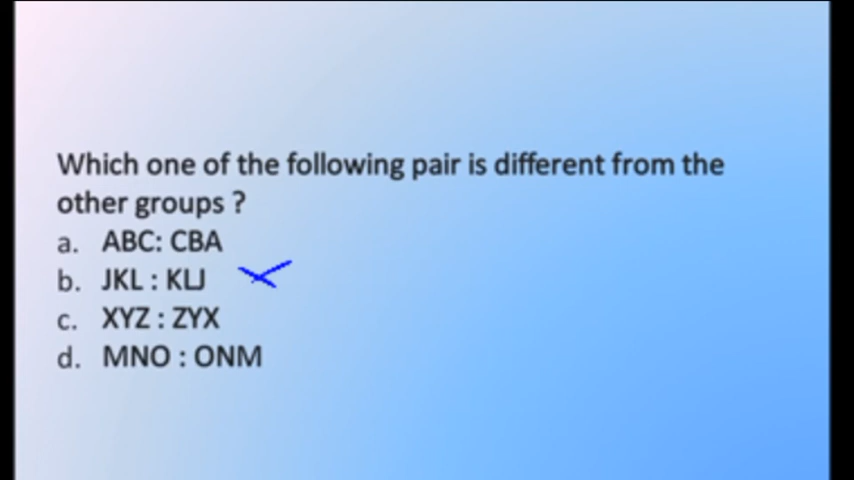 Which one of the following pair is different from the
other groups ?
a. ABC: CBA
b. JKL : KLJ
c. XYZ : ZYX
d. MNO : ONM